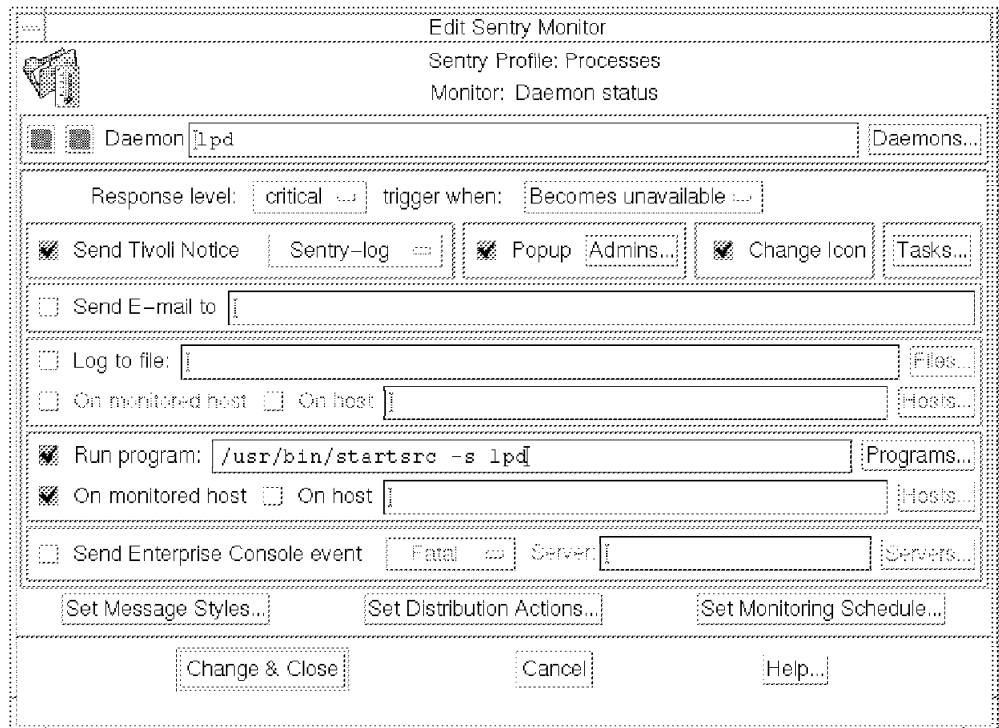 Edit Sentry Monitor
Sentry Profile: Processes
Monitor: Daemon status
Daemon lpd Daemons...
Response level: critical trigger when: Becomes unavailable
Send Tivoli Notice Sentry-log Popup Admins... Change Icon Tasks...
Send E-mail to
Log to file: Files...
On monitored host On host Hosts...
Run program: /usr/bin/startsrc -s lpd Programs...
On monitored host On host Hosts...
Send Enterprise Console event Fatal Server: Servers...
Set Message Styles... Set Distribution Actions... Set Monitoring Schedule...
Change & Close Cancel Help...